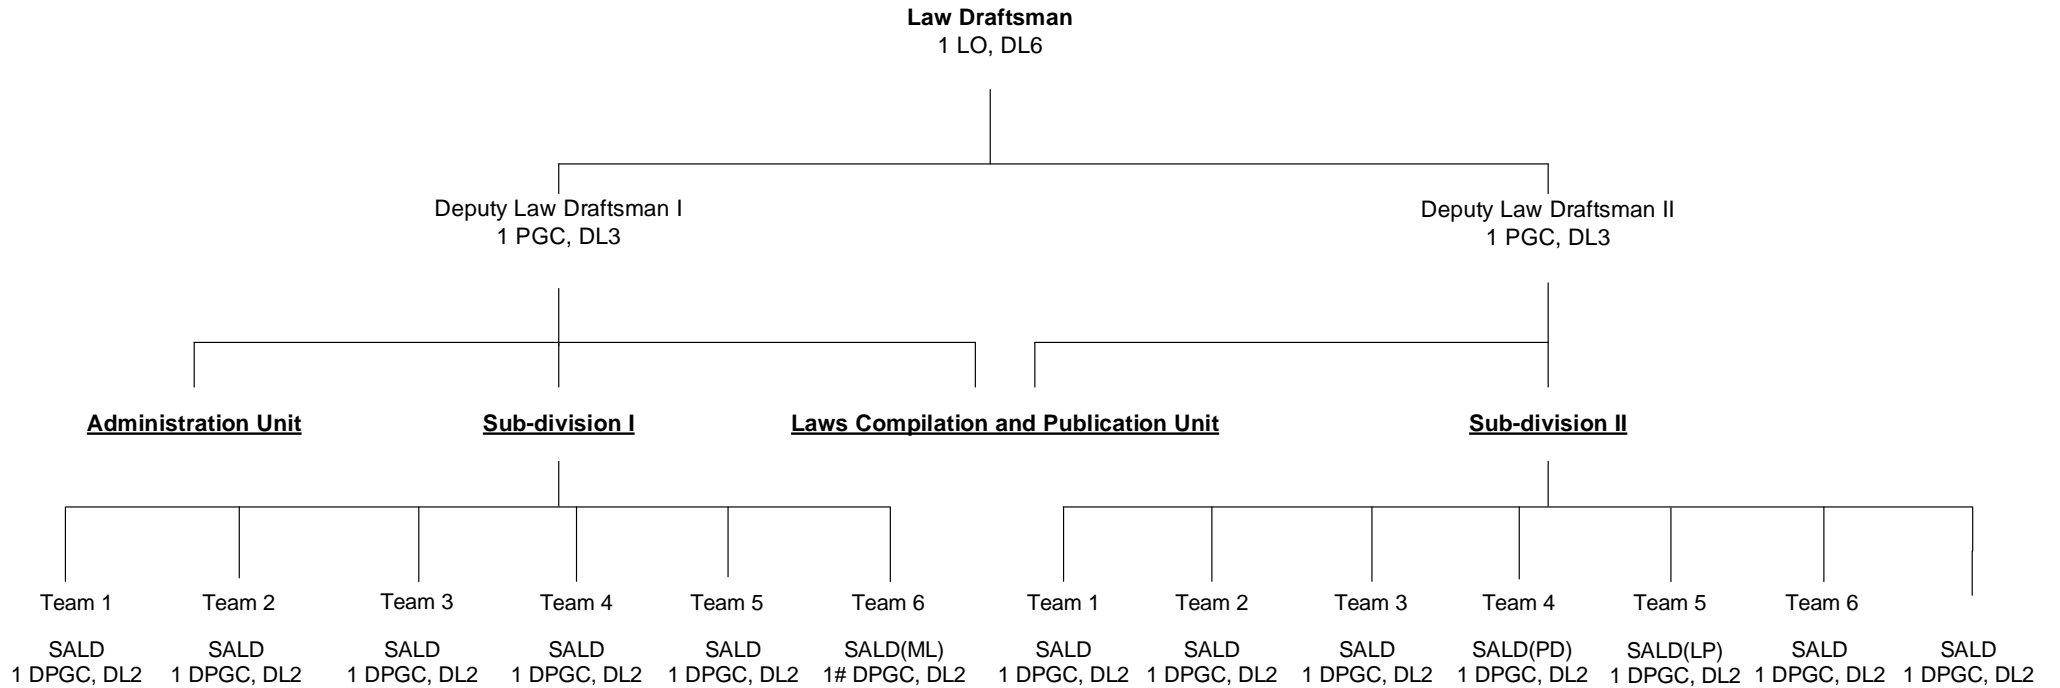 Law Draftsman
1 LO, DL6
Deputy Law Draftsman I
1 PGC, DL3
Deputy Law Draftsman II
1 PGC, DL3
Administration Unit
Sub-division I
Laws Compilation and Publication Unit
Sub-division II
Team 1
SALD
1 DPGC, DL2
Team 2
SALD
1 DPGC, DL2
Team 3
SALD
1 DPGC, DL2
Team 4
SALD
1 DPGC, DL2
Team 5
SALD
1 DPGC, DL2
Team 6
SALD(ML)
1# DPGC, DL2
Team 1
SALD
1 DPGC, DL2
Team 2
SALD
1 DPGC, DL2
Team 3
SALD
1 DPGC, DL2
Team 4
SALD(PD)
1 DPGC, DL2
Team 5
SALD(LP)
1 DPGC, DL2
Team 6
SALD
1 DPGC, DL2
SALD
1 DPGC, DL2